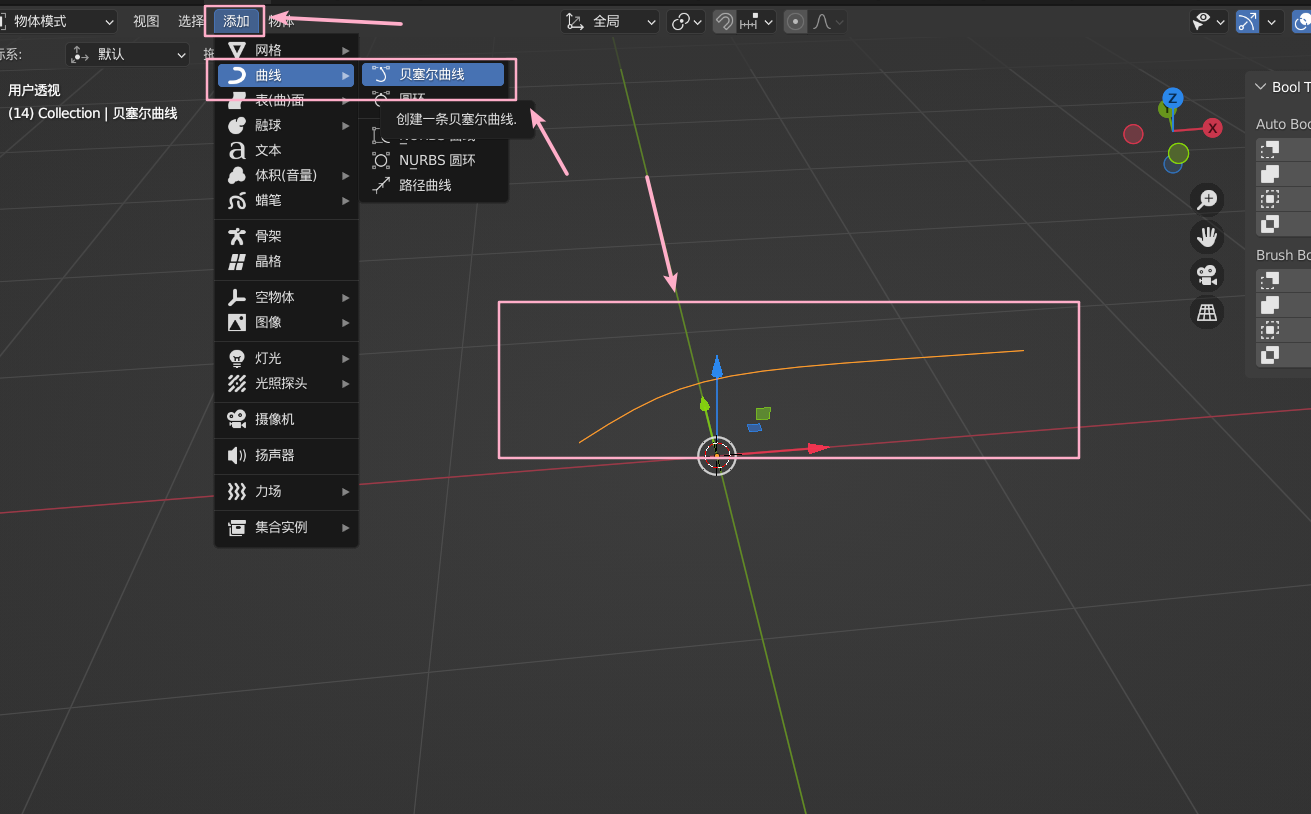 物体模式 视图 选择 添加 物体 全局
标系: 默认
用户透视
(14) Collection | 贝塞尔曲线
网格
曲线
表(曲)面
融球
文本
体积(音量)
蜡笔
骨架
晶格
空物体
图像
灯光
光照探头
摄像机
扬声器
力场
集合实例
贝塞尔曲线
圆环
创建一条贝塞尔曲线.
NURBS 曲线
NURBS 圆环
路径曲线
Z
Y
X
Bool T
Auto Boo
Brush Bo